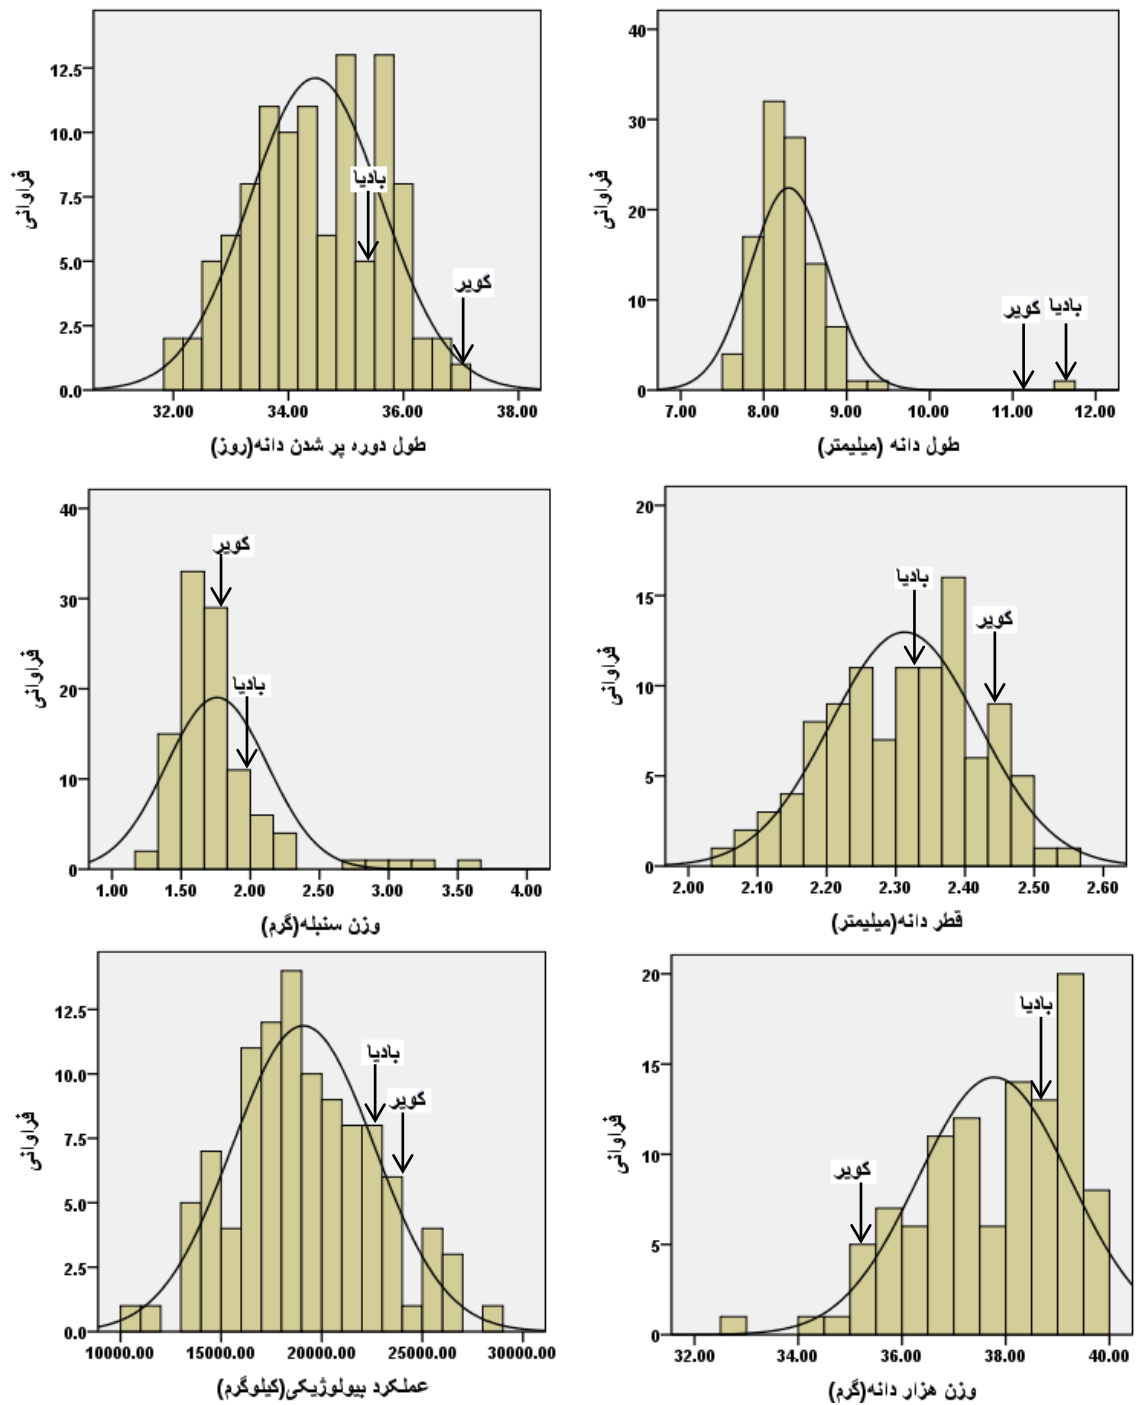 12.5
10.0
7.5
5.0
2.5
0.0
فراوانی
بادیا
کویر
32.00 34.00 36.00 38.00
طول دوره پر شدن دانه(روز)
40
30
20
10
0
فراوانی
کویر بادیا
7.00 8.00 9.00 10.00 11.00 12.00
طول دانه (میلیمتر)
40
30
20
10
0
فراوانی
کویر
بادیا
1.00 1.50 2.00 2.50 3.00 3.50 4.00
وزن سنبله(گرم)
20
15
10
5
0
فراوانی
بادیا
کویر
2.00 2.10 2.20 2.30 2.40 2.50 2.60
قطر دانه(میلیمتر)
12.5
10.0
7.5
5.0
2.5
0.0
فراوانی
بادیا
کویر
10000.00 15000.00 20000.00 25000.00 30000.00
عملکرد بیولوژیکی(کیلوگرم)
20
15
10
5
0
فراوانی
بادیا
کویر
32.00 34.00 36.00 38.00 40.00
وزن هزار دانه(گرم)